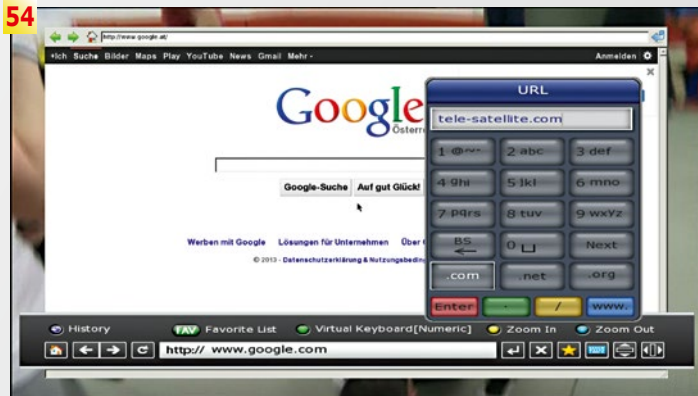 54
http://www.google.at/
+Ich Suche Bilder Maps Play YouTube News Gmail Mehr
Anmelden
Google
URL
tele-satellite.com
1 @~
2 abc
3 def
4 ghi
5 jkl
6 mno
7 pqrs
8 tuv
9 wxyz
BS
0
Next
.com
.net
.org
Enter
.
/
www.
Google-Suche
Auf gut Glück!
Werben mit Google
Lösungen für Unternehmen
© 2013 - Datenschutzerklärung &
History
FAV Favorite List
Virtual Keyboard[Numeric]
Zoom In
Zoom Out
http:// www.google.com